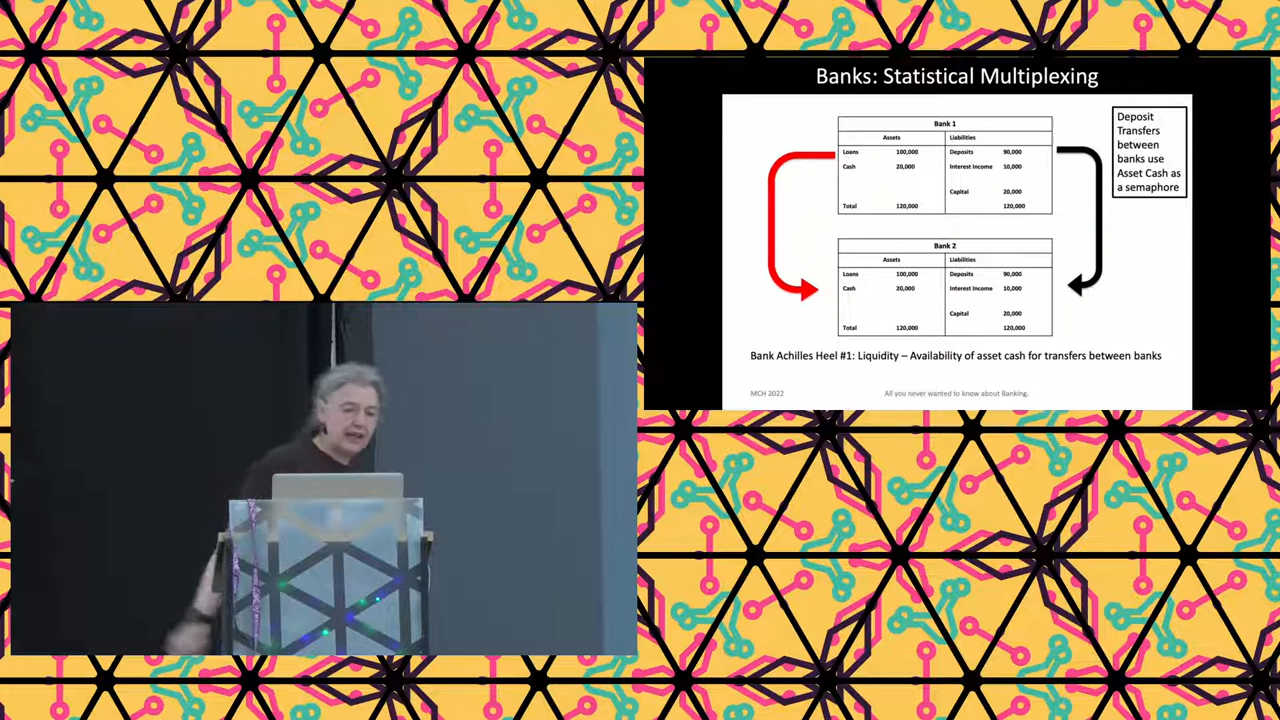 Banks: Statistical Multiplexing
Bank 1
Assets Liabilities
Loans 100,000 Deposits 90,000
Cash 20,000 Interest Income 10,000
Capital 20,000
Total 120,000 120,000
Bank 2
Assets Liabilities
Loans 100,000 Deposits 90,000
Cash 20,000 Interest Income 10,000
Capital 20,000
Total 120,000 120,000
Deposit
Transfers
between
banks use
Asset Cash as
a semaphore
Bank Achilles Heel #1: Liquidity – Availability of asset cash for transfers between banks
MCH 2022 All you never wanted to know about Banking.